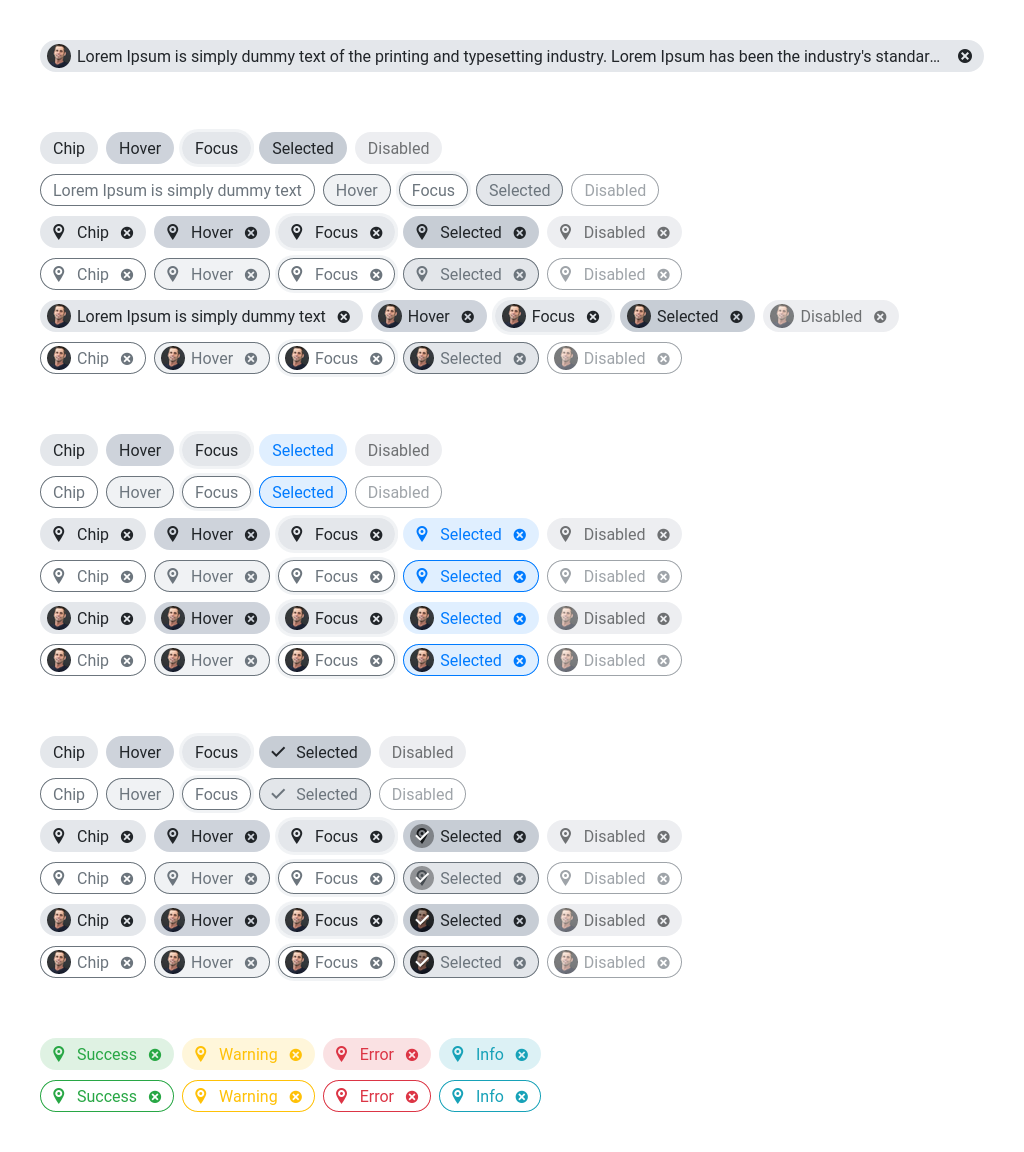 Lorem Ipsum is simply dummy text of the printing and typesetting industry. Lorem Ipsum has been the industry's standar...
Chip Hover Focus Selected Disabled
Lorem Ipsum is simply dummy text Hover Focus Selected Disabled
Chip Hover Focus Selected Disabled
Chip Hover Focus Selected Disabled
Lorem Ipsum is simply dummy text Hover Focus Selected Disabled
Chip Hover Focus Selected Disabled
Chip Hover Focus Selected Disabled
Chip Hover Focus Selected Disabled
Chip Hover Focus Selected Disabled
Chip Hover Focus Selected Disabled
Chip Hover Focus Selected Disabled
Chip Hover Focus Selected Disabled
Chip Hover Focus Selected Disabled
Chip Hover Focus Selected Disabled
Chip Hover Focus Selected Disabled
Chip Hover Focus Selected Disabled
Chip Hover Focus Selected Disabled
Chip Hover Focus Selected Disabled
Success Warning Error Info
Success Warning Error Info